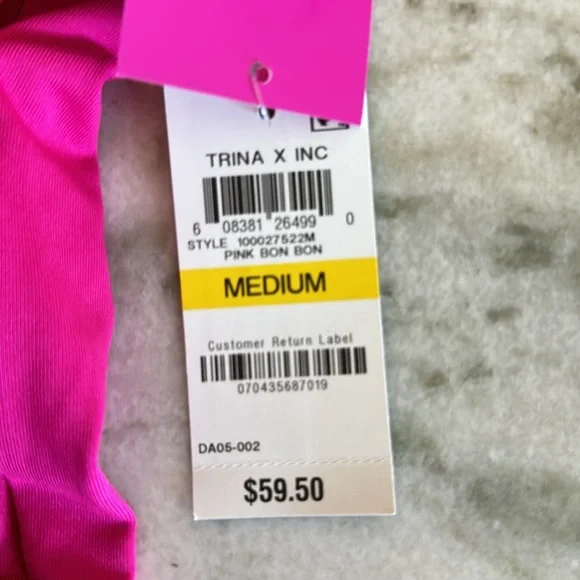 TRINA X INC
6 08381 26499 0
STYLE 100027522M
PINK BON BON
MEDIUM
Customer Return Label
070435687019
DA05-002
$59.50